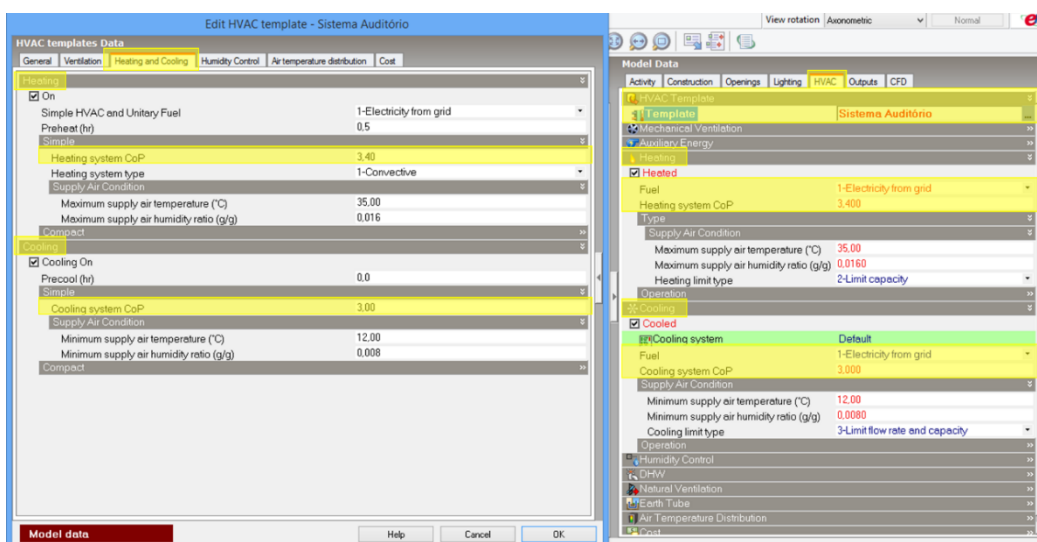 Edit HVAC template - Sistema Auditório
HVAC templates Data
General Ventilation Heating and Cooling Humidity Control Air temperature distribution Cost
Heating
On
Simple HVAC and Unitary Fuel 1-Electricity from grid
Preheat (hr) 0,5
Simple
Heating system CoP 3,40
Heating system type 1-Convective
Supply Air Condition
Maximum supply air temperature (°C) 35,00
Maximum supply air humidity ratio (g/g) 0,016
Compact
Cooling
Cooling On
Precool (hr) 0,0
Simple
Cooling system CoP 3,00
Supply Air Condition
Minimum supply air temperature (°C) 12,00
Minimum supply air humidity ratio (g/g) 0,008
Compact
Model data
Help Cancel OK
View rotation Axonometric Normal
Model Data
Activity Construction Openings Lighting HVAC Outputs CFD
HVAC Template
Template Sistema Auditório ...
Mechanical Ventilation
Auxiliary Energy
Heating
Heated
Fuel 1-Electricity from grid
Heating system CoP 3,400
Type
Supply Air Condition
Maximum supply air temperature (°C) 35,00
Maximum supply air humidity ratio (g/g) 0,0160
Heating limit type 2-Limit capacity
Operation
Cooling
Cooled
Cooling system Default
Fuel 1-Electricity from grid
Cooling system CoP 3,000
Supply Air Condition
Minimum supply air temperature (°C) 12,00
Minimum supply air humidity ratio (g/g) 0,0080
Cooling limit type 3-Limit flow rate and capacity
Operation
Humidity Control
DHW
Natural Ventilation
Earth Tube
Air Temperature Distribution
Cost